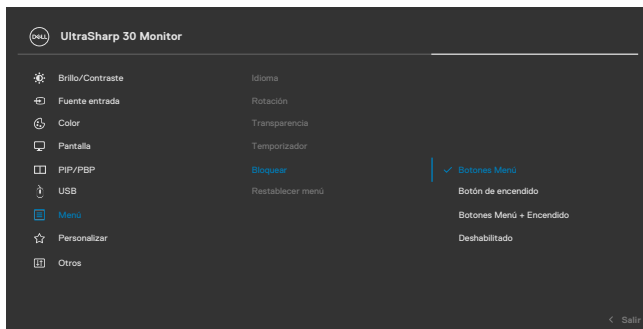 DELL
UltraSharp 30 Monitor
Brillo/Contraste
Idioma
Fuente entrada
Rotación
Color
Transparencia
Pantalla
Temporizador
PIP/PBP
Bloquear
Botones Menú
USB
Restablecer menú
Botón de encendido
Menú
Botones Menú + Encendido
Personalizar
Deshabilitado
Otros
Salir